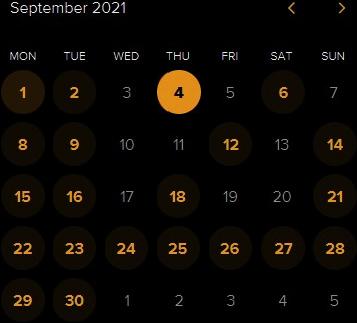 September 2021
MON TUE WED THU FRI SAT SUN
1 2 3 4 5 6 7
8 9 10 11 12 13 14
15 16 17 18 19 20 21
22 23 24 25 26 27 28
29 30 1 2 3 4 5